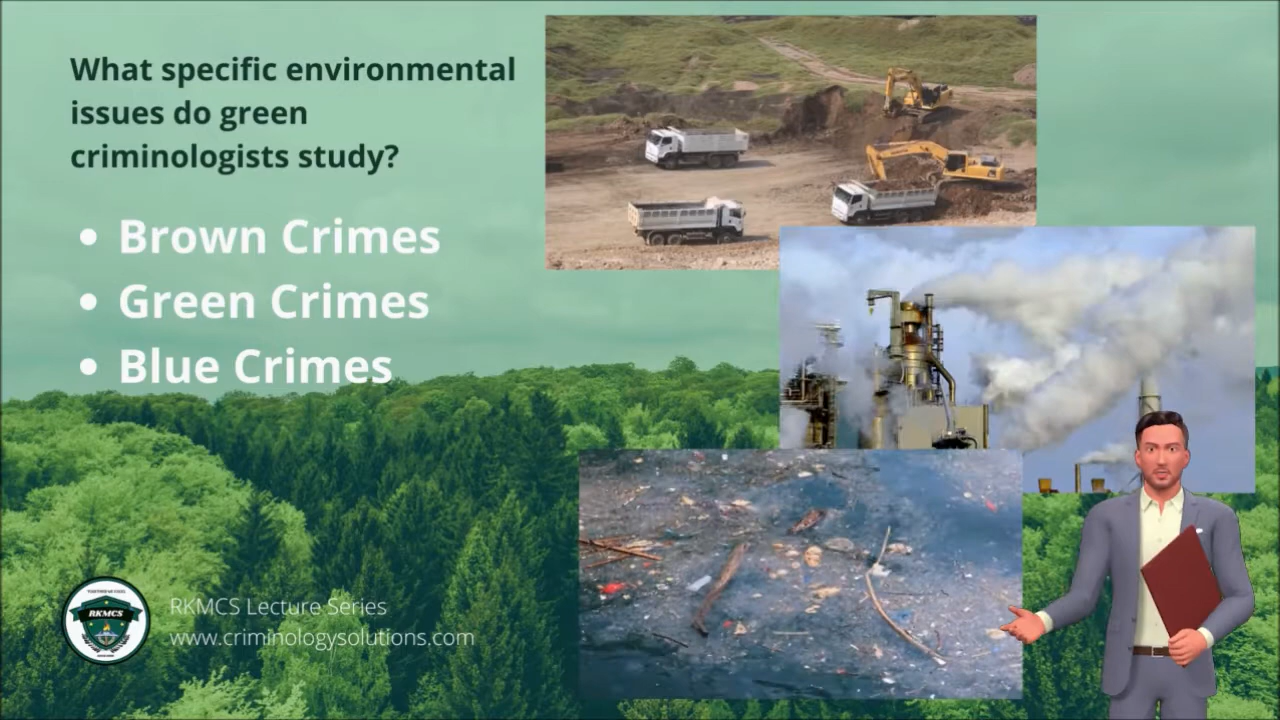 What specific environmental
issues do green
criminologists study?
• Brown Crimes
• Green Crimes
• Blue Crimes
RKMCS
RKMCS Lecture Series
www.criminologysolutions.com